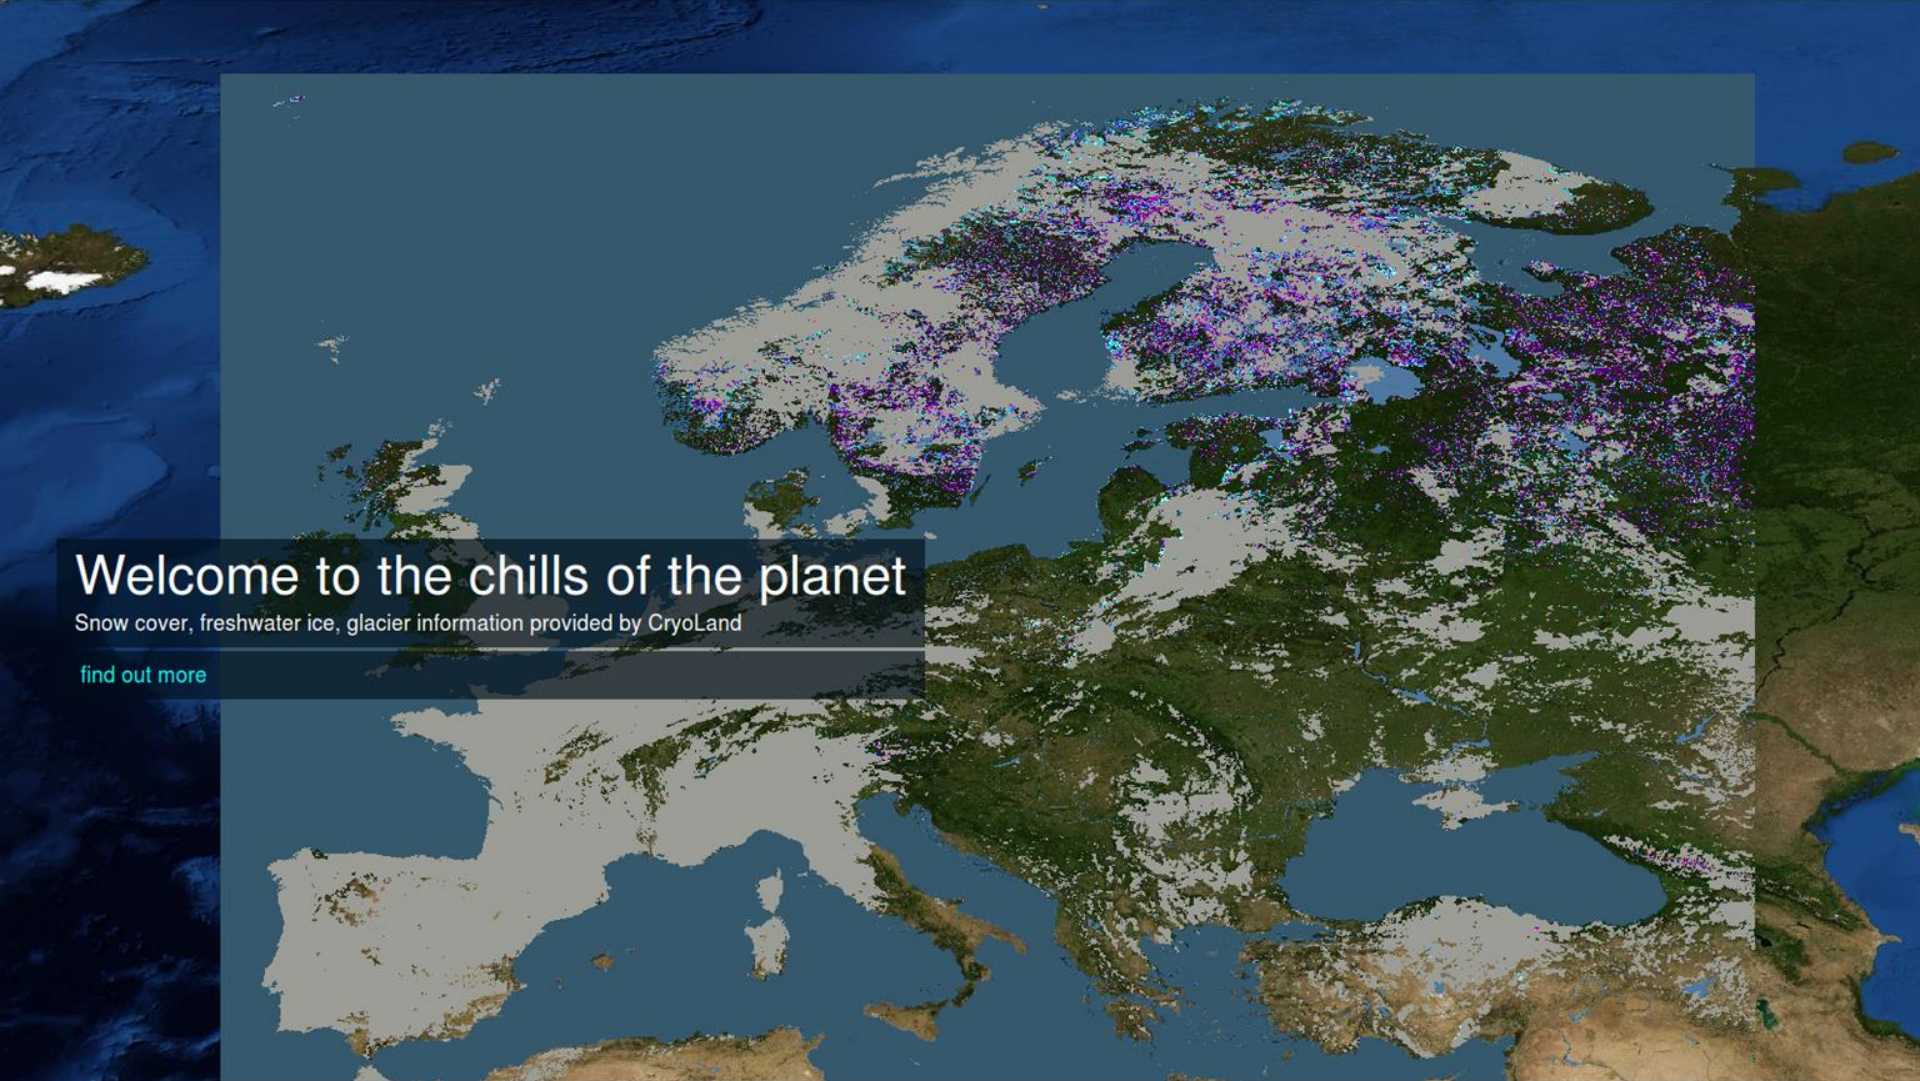 Welcome to the chills of the planet
Snow cover, freshwater ice, glacier information provided by CryoLand
find out more